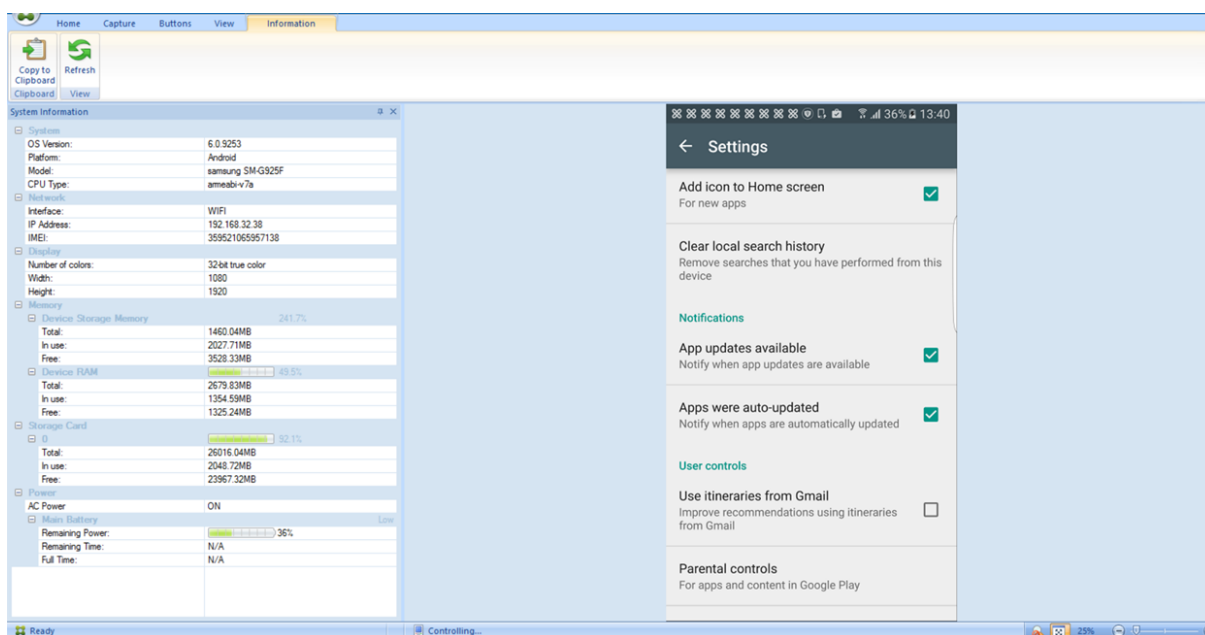 Home Capture Buttons View Information
Copy to Clipboard
Refresh
Clipboard View
System Information
System
OS Version: 6.0.9253
Platform: Android
Model: samsung SM-G925F
CPU Type: armeabi-v7a
Network
Interface: WIFI
IP Address: 192.168.32.38
IMEI: 359521065957138
Display
Number of colors: 32-bit true color
Width: 1080
Height: 1920
Memory
Device Storage Memory 241.7%
Total: 1460.04MB
In use: 2027.71MB
Free: 3528.33MB
Device RAM 49.5%
Total: 2679.83MB
In use: 1354.59MB
Free: 1325.24MB
Storage Card
0 92.1%
Total: 26016.04MB
In use: 2048.72MB
Free: 23967.32MB
Power
AC Power ON
Main Battery Low
Remaining Power: 36%
Remaining Time: N/A
Full Time: N/A
Ready
36% 13:40
Settings
Add icon to Home screen
For new apps
Clear local search history
Remove searches that you have performed from this
device
Notifications
App updates available
Notify when app updates are available
Apps were auto-updated
Notify when apps are automatically updated
User controls
Use itineraries from Gmail
Improve recommendations using itineraries
from Gmail
Parental controls
For apps and content in Google Play
Controlling...
25%